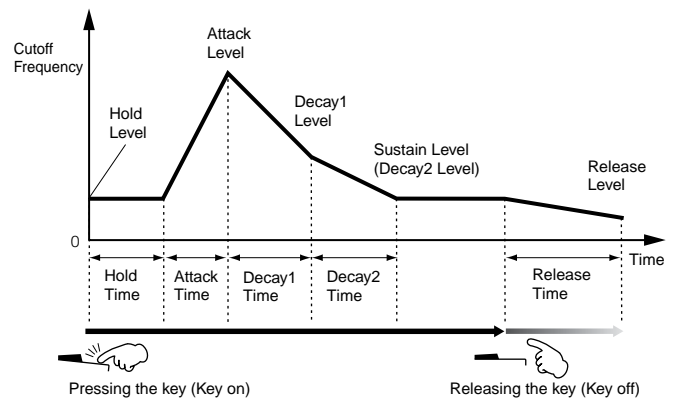 Attack
Level
Cutoff
Frequency
Hold
Level
Decay1
Level
Sustain Level
(Decay2 Level)
Release
Level
0
Time
Hold
Time
Attack
Time
Decay1
Time
Decay2
Time
Release
Time
Pressing the key (Key on)
Releasing the key (Key off)